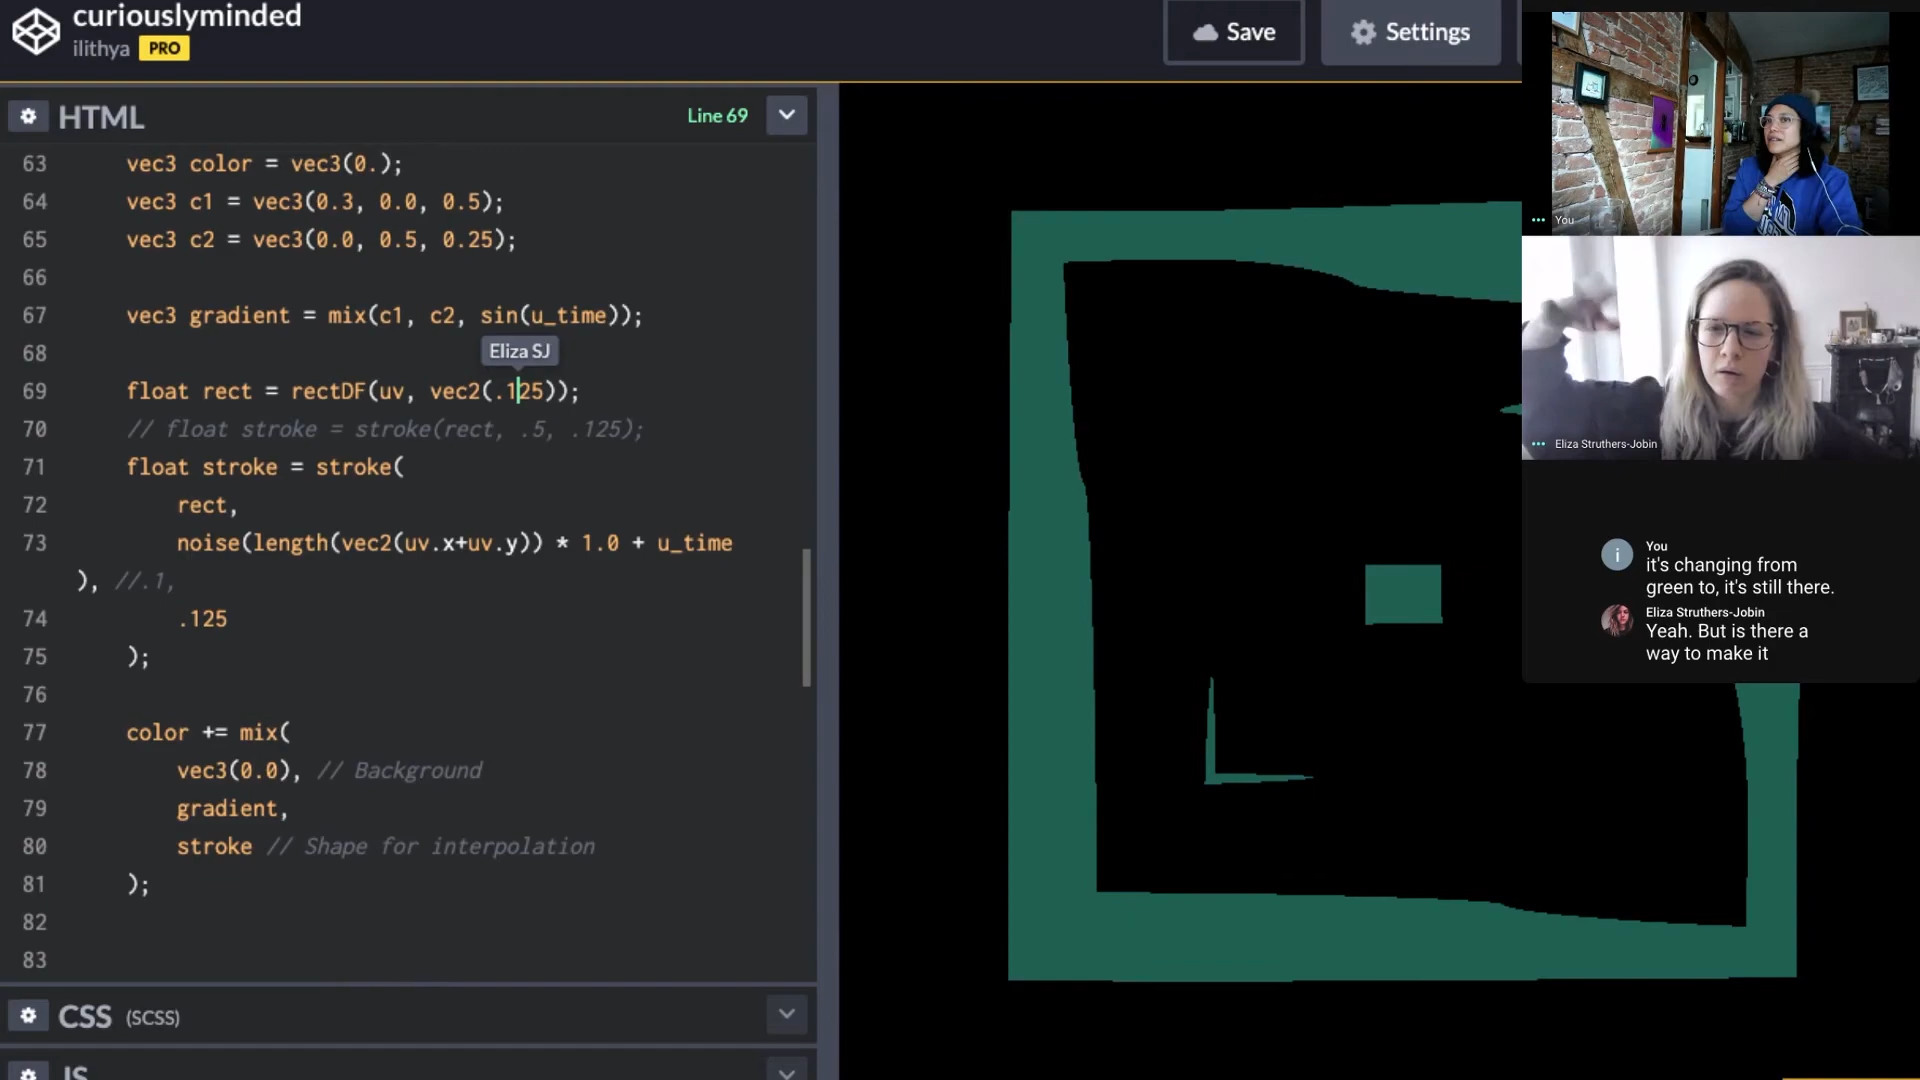 curiouslyminded
ilithya PRO
Save
Settings
HTML
Line 69
63 vec3 color = vec3(0.);
64 vec3 c1 = vec3(0.3, 0.0, 0.5);
65 vec3 c2 = vec3(0.0, 0.5, 0.25);
66
67 vec3 gradient = mix(c1, c2, sin(u_time));
68
Eliza SJ
69 float rect = rectDF(uv, vec2(.125));
70 // float stroke = stroke(rect, .5, .125);
71 float stroke = stroke(
72 rect,
73 noise(length(vec2(uv.x+uv.y)) * 1.0 + u_time
), //.1,
74 .125
75 );
76
77 color += mix(
78 vec3(0.0), // Background
79 gradient,
80 stroke // Shape for interpolation
81 );
82
83
CSS (SCSS)
JS
You
Eliza Struthers-Jobin
i
You
it's changing from
green to, it's still there.
Eliza Struthers-Jobin
Yeah. But is there a
way to make it